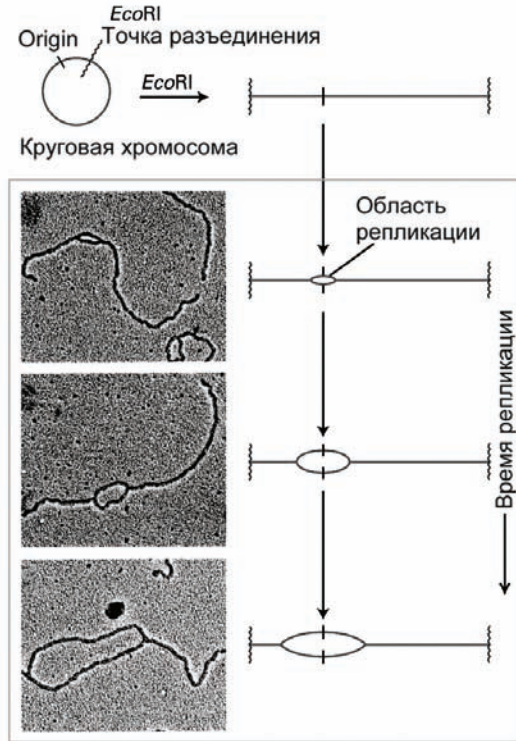 EcoRI
Origin
Точка разъединения
EcoRI
Круговая хромосома
Область
репликации
Время репликации